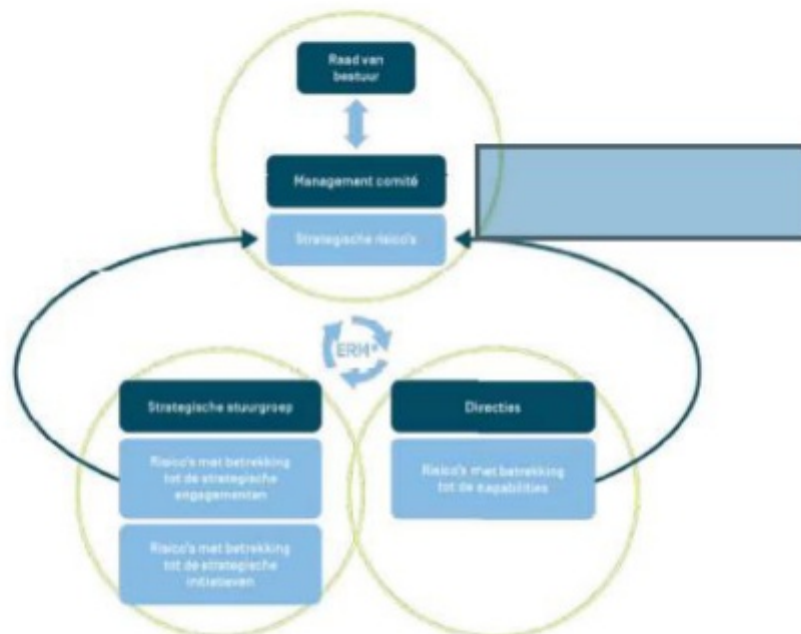 Raad van
bestuur
Management comité
Strategische risico's
ERM*
Strategische stuurgroep
Risico's met betrekking
tot de strategische
engagementen
Risico's met betrekking
tot de strategische
initiatieven
Directies
Risico's met betrekking
tot de capabilities